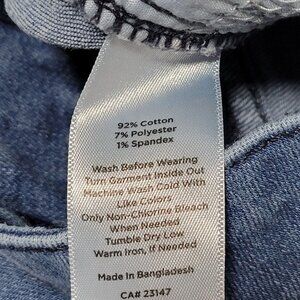 92% Cotton
7% Polyester
1% Spandex
Wash Before Wearing
Turn Garment Inside Out
Machine Wash Cold With
Like Colors
Only Non-Chlorine Bleach
When Needed
Tumble Dry Low
Warm Iron, If Needed
Made In Bangladesh
CA# 23147